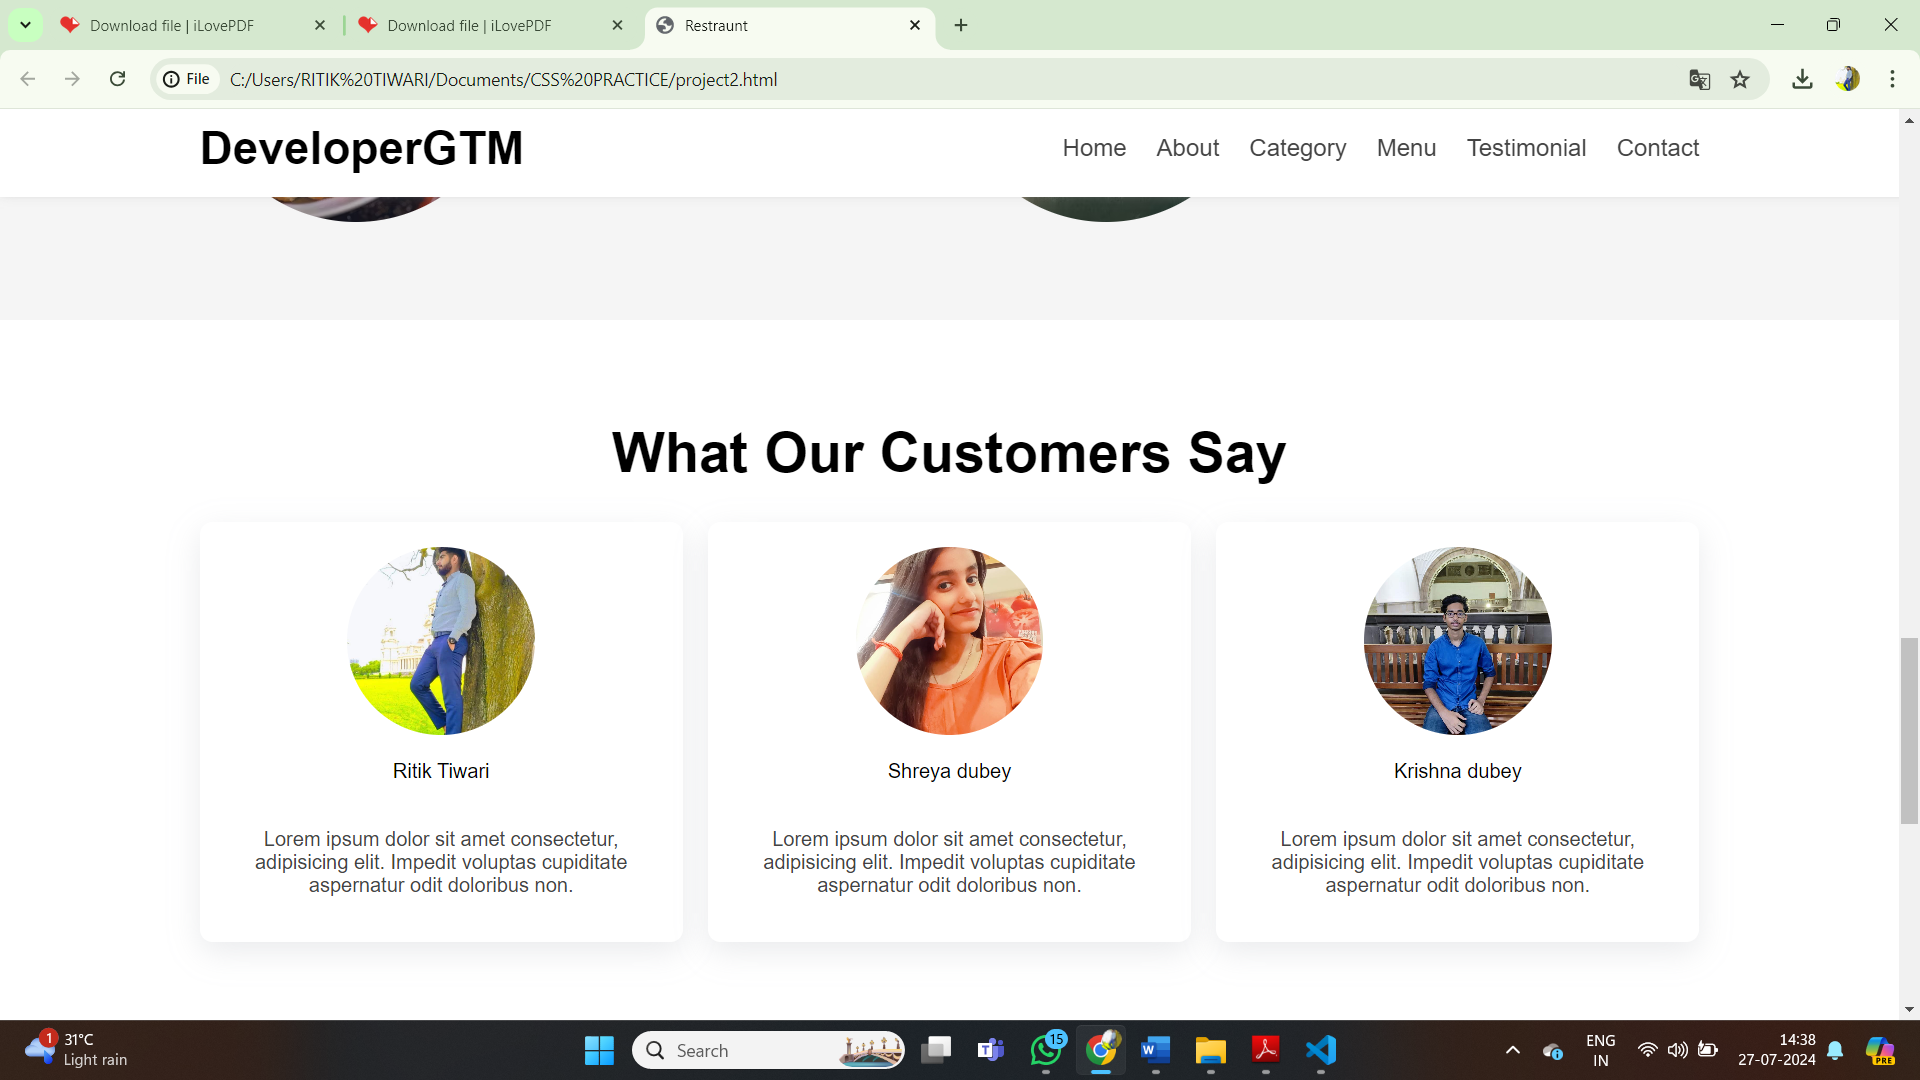 Download file | iLovePDF
Download file | iLovePDF
Restraunt
File
C:/Users/RITIK%20TIWARI/Documents/CSS%20PRACTICE/project2.html
DeveloperGTM
Home About Category Menu Testimonial Contact
What Our Customers Say
Ritik Tiwari
Lorem ipsum dolor sit amet consectetur,
adipisicing elit. Impedit voluptas cupiditate
aspernatur odit doloribus non.
Shreya dubey
Lorem ipsum dolor sit amet consectetur,
adipisicing elit. Impedit voluptas cupiditate
aspernatur odit doloribus non.
Krishna dubey
Lorem ipsum dolor sit amet consectetur,
adipisicing elit. Impedit voluptas cupiditate
aspernatur odit doloribus non.
1
31°C
Light rain
Search
15
ENG
IN
14:38
27-07-2024
PRE